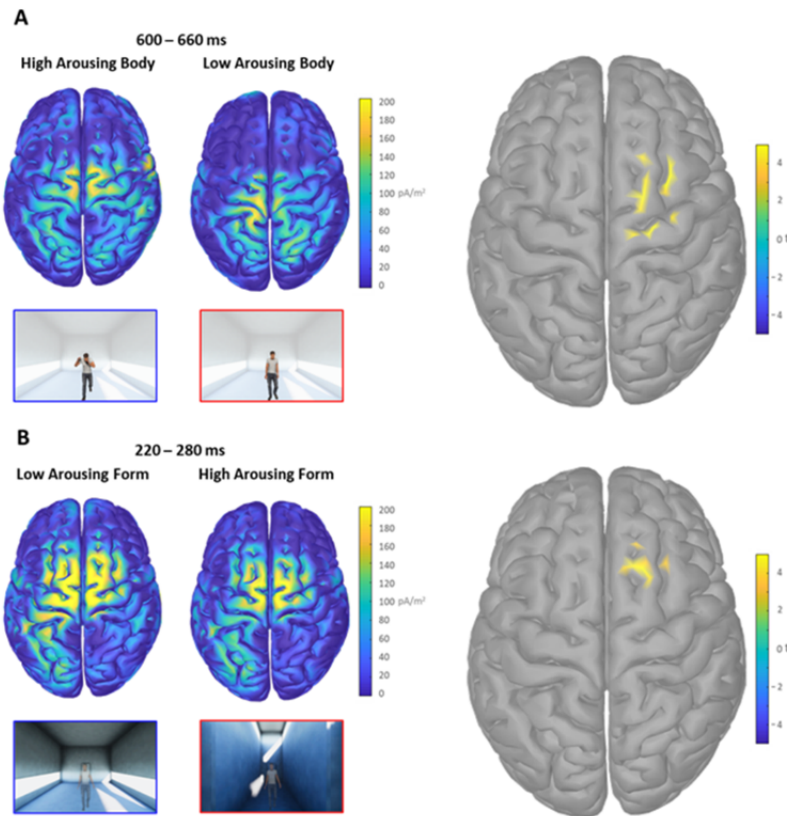 A
600 – 660 ms
High Arousing Body
Low Arousing Body
200
180
160
140
120
100 pA/m²
80
60
40
20
0
4
2
0 t
-2
-4
B
220 – 280 ms
Low Arousing Form
High Arousing Form
200
180
160
140
120
100 pA/m²
80
60
40
20
0
4
2
0 t
-2
-4